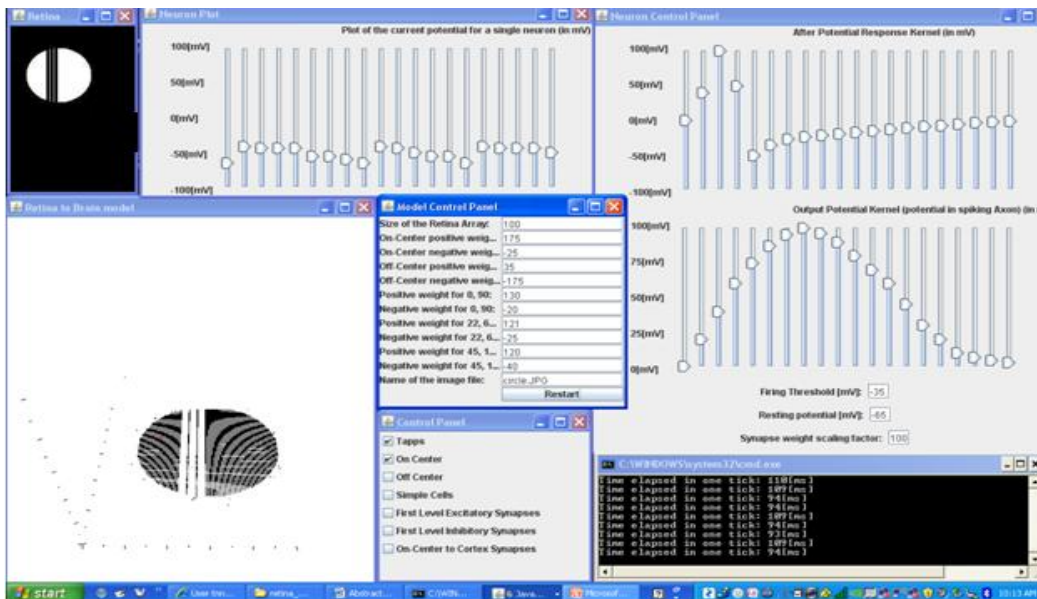 Retina
Neuron Plot
Plot of the current potential for a single neuron (in mV)
100[mV]
50[mV]
0[mV]
-50[mV]
-100[mV]
Neuron Control Panel
After Potential Response Kernel (in mV)
100[mV]
50[mV]
0[mV]
-50[mV]
-100[mV]
Output Potential Kernel (potential in spiking Axon) (in
100[mV]
75[mV]
50[mV]
25[mV]
0[mV]
Firing Threshold [mV]: -35
Resting potential [mV]: -65
Synapse weight scaling factor: 100
Retina to Brain model
Model Control Panel
Size of the Retina Array: 100
On-Center positive weig... 175
On-Center negative weig... -25
Off-Center positive weig... 35
Off-Center negative weig... -175
Positive weight for 0, 90: 130
Negative weight for 0, 90: -20
Positive weight for 22, 6... 121
Negative weight for 22, 6... -25
Positive weight for 45, 1... 120
Negative weight for 45, 1... -40
Name of the image file: circle.JPG
Restart
Control Panel
Tapps
On Center
Off Center
Simple Cells
First Level Excitatory Synapses
First Level Inhibitory Synapses
On-Center to Cortex Synapses
C:\WINDOWS\system32\cmd.exe
Time elapsed in one tick: 110[ms]
Time elapsed in one tick: 109[ms]
Time elapsed in one tick: 94[ms]
Time elapsed in one tick: 94[ms]
Time elapsed in one tick: 109[ms]
Time elapsed in one tick: 94[ms]
Time elapsed in one tick: 93[ms]
Time elapsed in one tick: 109[ms]
Time elapsed in one tick: 94[ms]
start
retina_...
Abstract...
C:\WIN...
6 Java...
Microsof...
10:13 AM